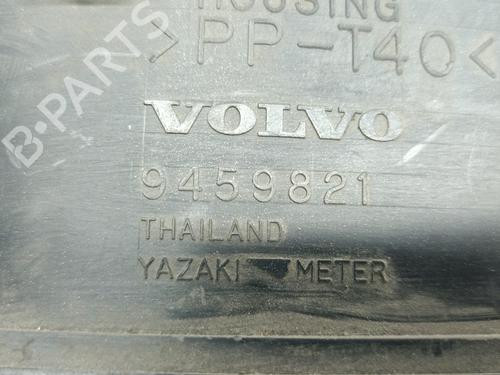 HOUSING
>PP-T40<
VOLVO
9459821
THAILAND
YAZAKI METER
B-PARTS